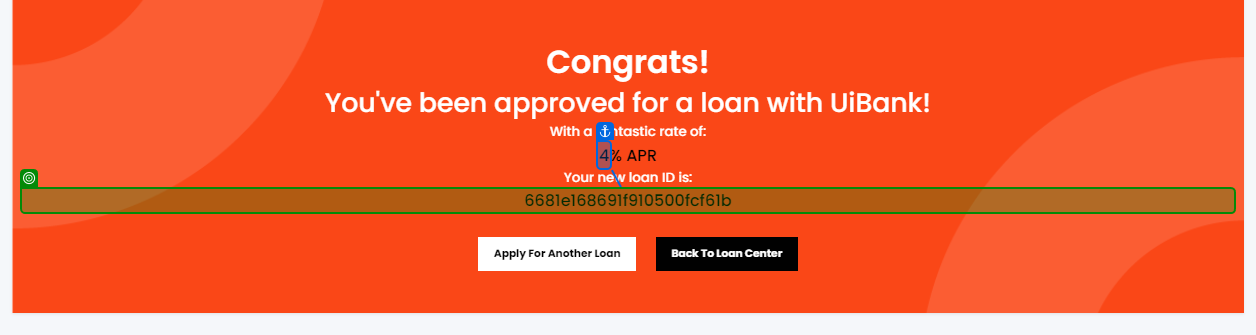 Congrats!
You've been approved for a loan with UiBank!
With a ntastic rate of:
4% APR
Your new loan ID is:
6681e168691f910500fcf61b
Apply For Another Loan
Back To Loan Center